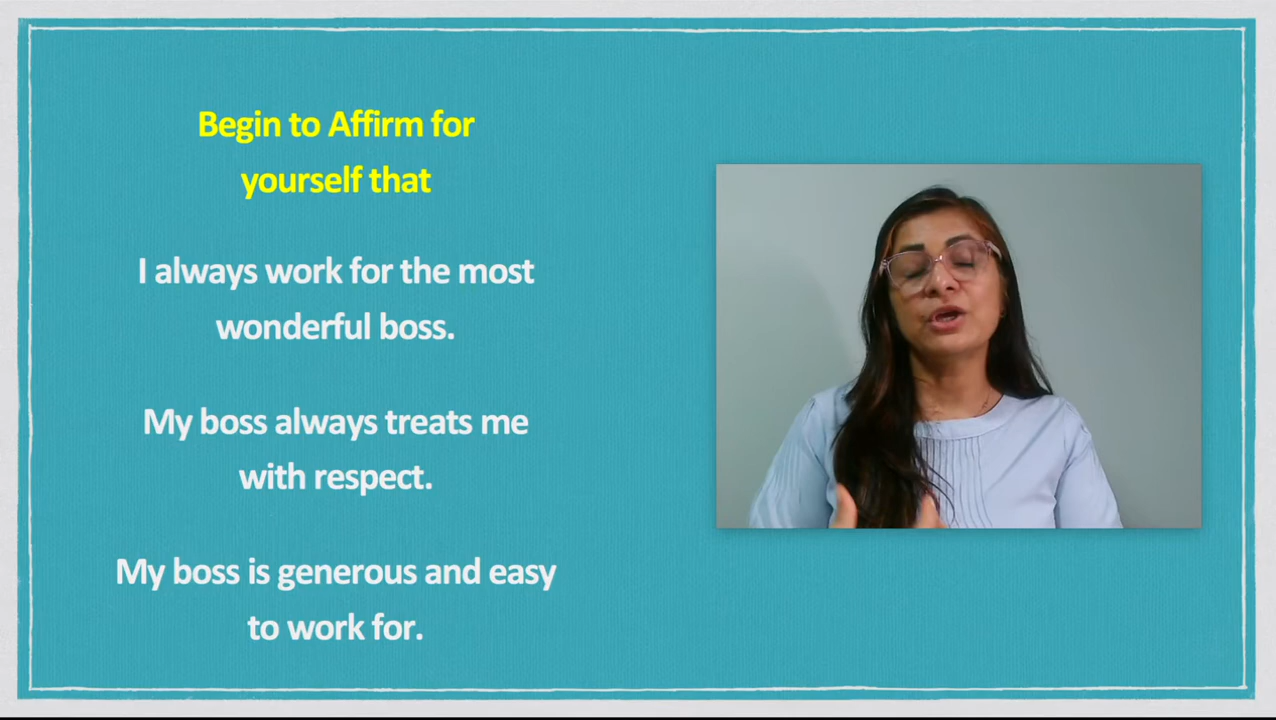 Begin to Affirm for
yourself that
I always work for the most
wonderful boss.
My boss always treats me
with respect.
My boss is generous and easy
to work for.